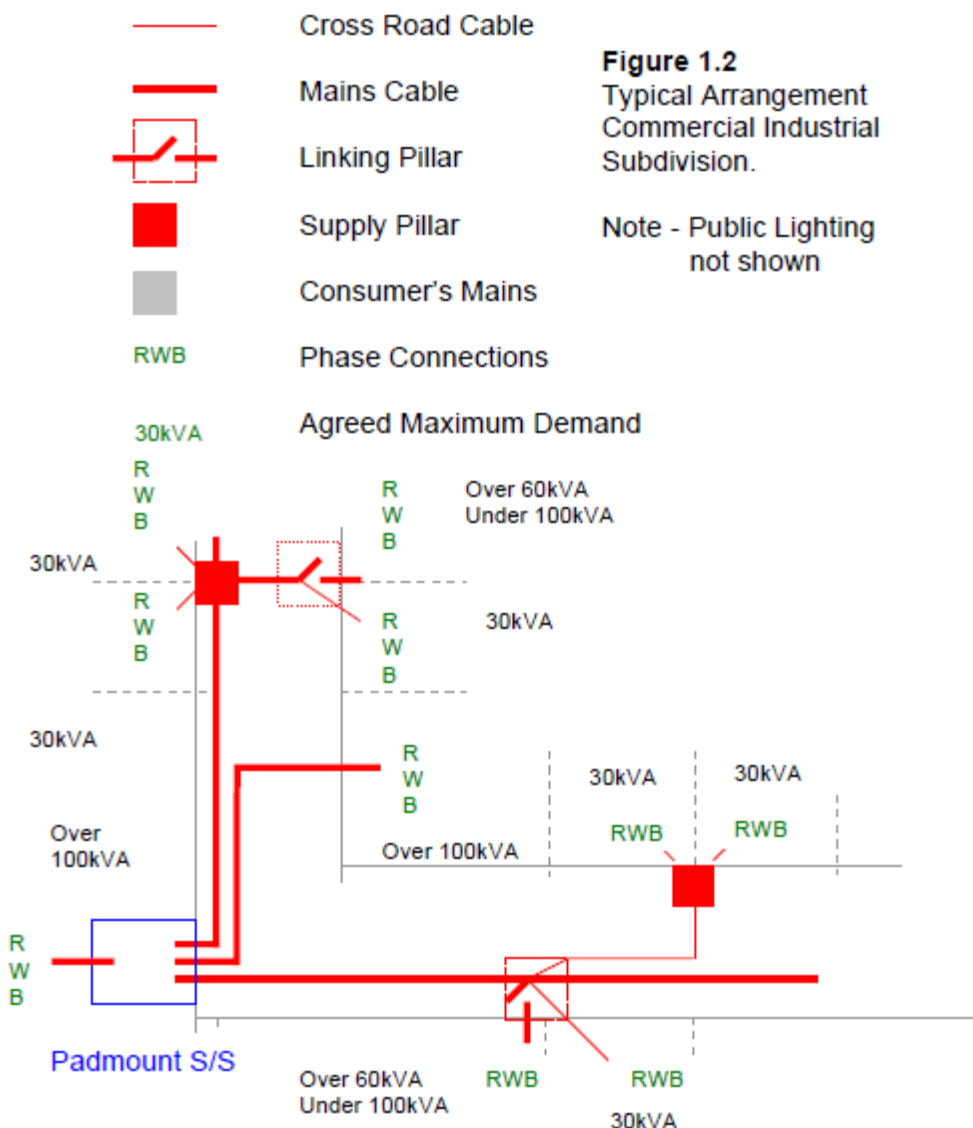 Cross Road Cable
Figure 1.2
Mains Cable
Typical Arrangement
Commercial Industrial
Subdivision.
Linking Pillar
Supply Pillar
Note - Public Lighting
not shown
Consumer's Mains
RWB
Phase Connections
30kVA
Agreed Maximum Demand
R
W
B
R
W
B
Over 60kVA
Under 100kVA
30kVA
R
W
B
R
W
B
30kVA
30kVA
R
W
B
30kVA
30kVA
RWB
RWB
Over
100kVA
Over 100kVA
R
W
B
Padmount S/S
Over 60kVA
Under 100kVA
RWB
RWB
30kVA